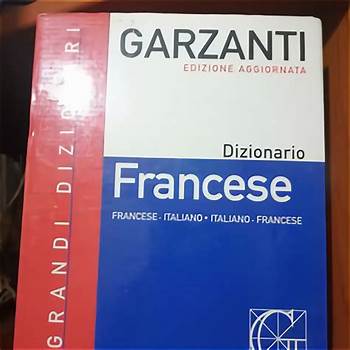 GARZANTI
EDIZIONE AGGIORNATA
Dizionario
Francese
FRANCESE - ITALIANO • ITALIANO - FRANCESE
GRANDI DIZIONARI